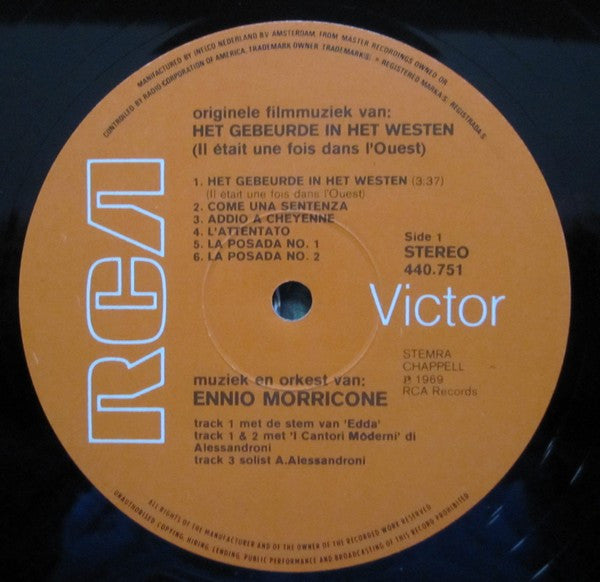 MANUFACTURED BY INELCO NEDERLAND BV AMSTERDAM, FROM MASTER RECORDINGS OWNED OR
CONTROLLED BY RADIO CORPORATION OF AMERICA. TRADEMARK OWNER TRADEMARK(S) ® REGISTERED MARKA(S) REGISTRADA'S
originele filmmuziek van:
HET GEBEURDE IN HET WESTEN
(Il était une fois dans l'Ouest)
1. HET GEBEURDE IN HET WESTEN (3:37)
(Il était une fois dans l'Ouest)
2. COME UNA SENTENZA
3. ADDIO A CHEYENNE
4. L'ATTENTATO
5. LA POSADA NO. 1
6. LA POSADA NO. 2
Side 1
STEREO
440.751
RCA
Victor
STEMRA
CHAPPELL
℗ 1969
RCA Records
muziek en orkest van:
ENNIO MORRICONE
track 1 met de stem van 'Edda'
track 1 & 2 met 'I Cantori Móderni' di
Alessandroni
track 3 solist A.Alessandroni
ALL RIGHTS OF THE MANUFACTURER AND OF THE OWNER OF THE RECORDED WORK RESERVED
UNAUTHORISED COPYING, HIRING, LENDING, PUBLIC PERFORMANCE AND BROADCASTING OF THIS RECORD PROHIBITED